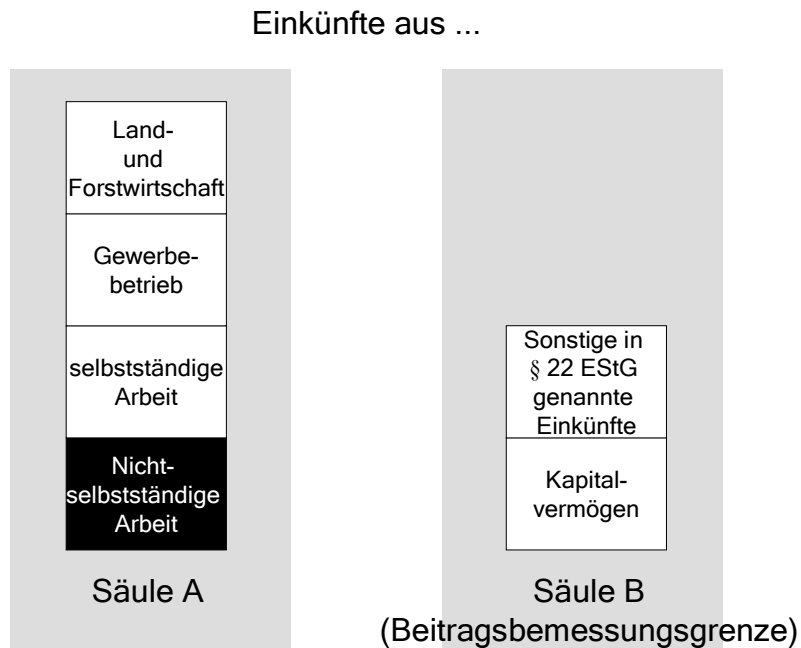 Einkünfte aus ...
Land-
und
Forstwirtschaft
Gewerbe-
betrieb
selbstständige
Arbeit
Nicht-
selbstständige
Arbeit
Säule A
Sonstige in
§ 22 EStG
genannte
Einkünfte
Kapital-
vermögen
Säule B
(Beitragsbemessungsgrenze)